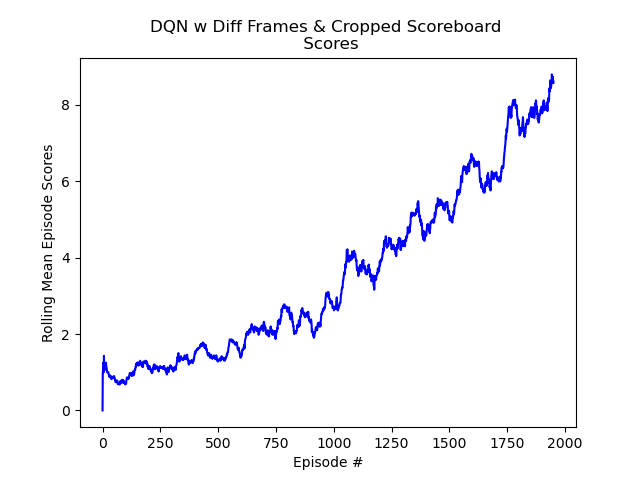 DQN w Diff Frames & Cropped Scoreboard
Scores
8
6
4
2
0
Rolling Mean Episode Scores
0 250 500 750 1000 1250 1500 1750 2000
Episode #